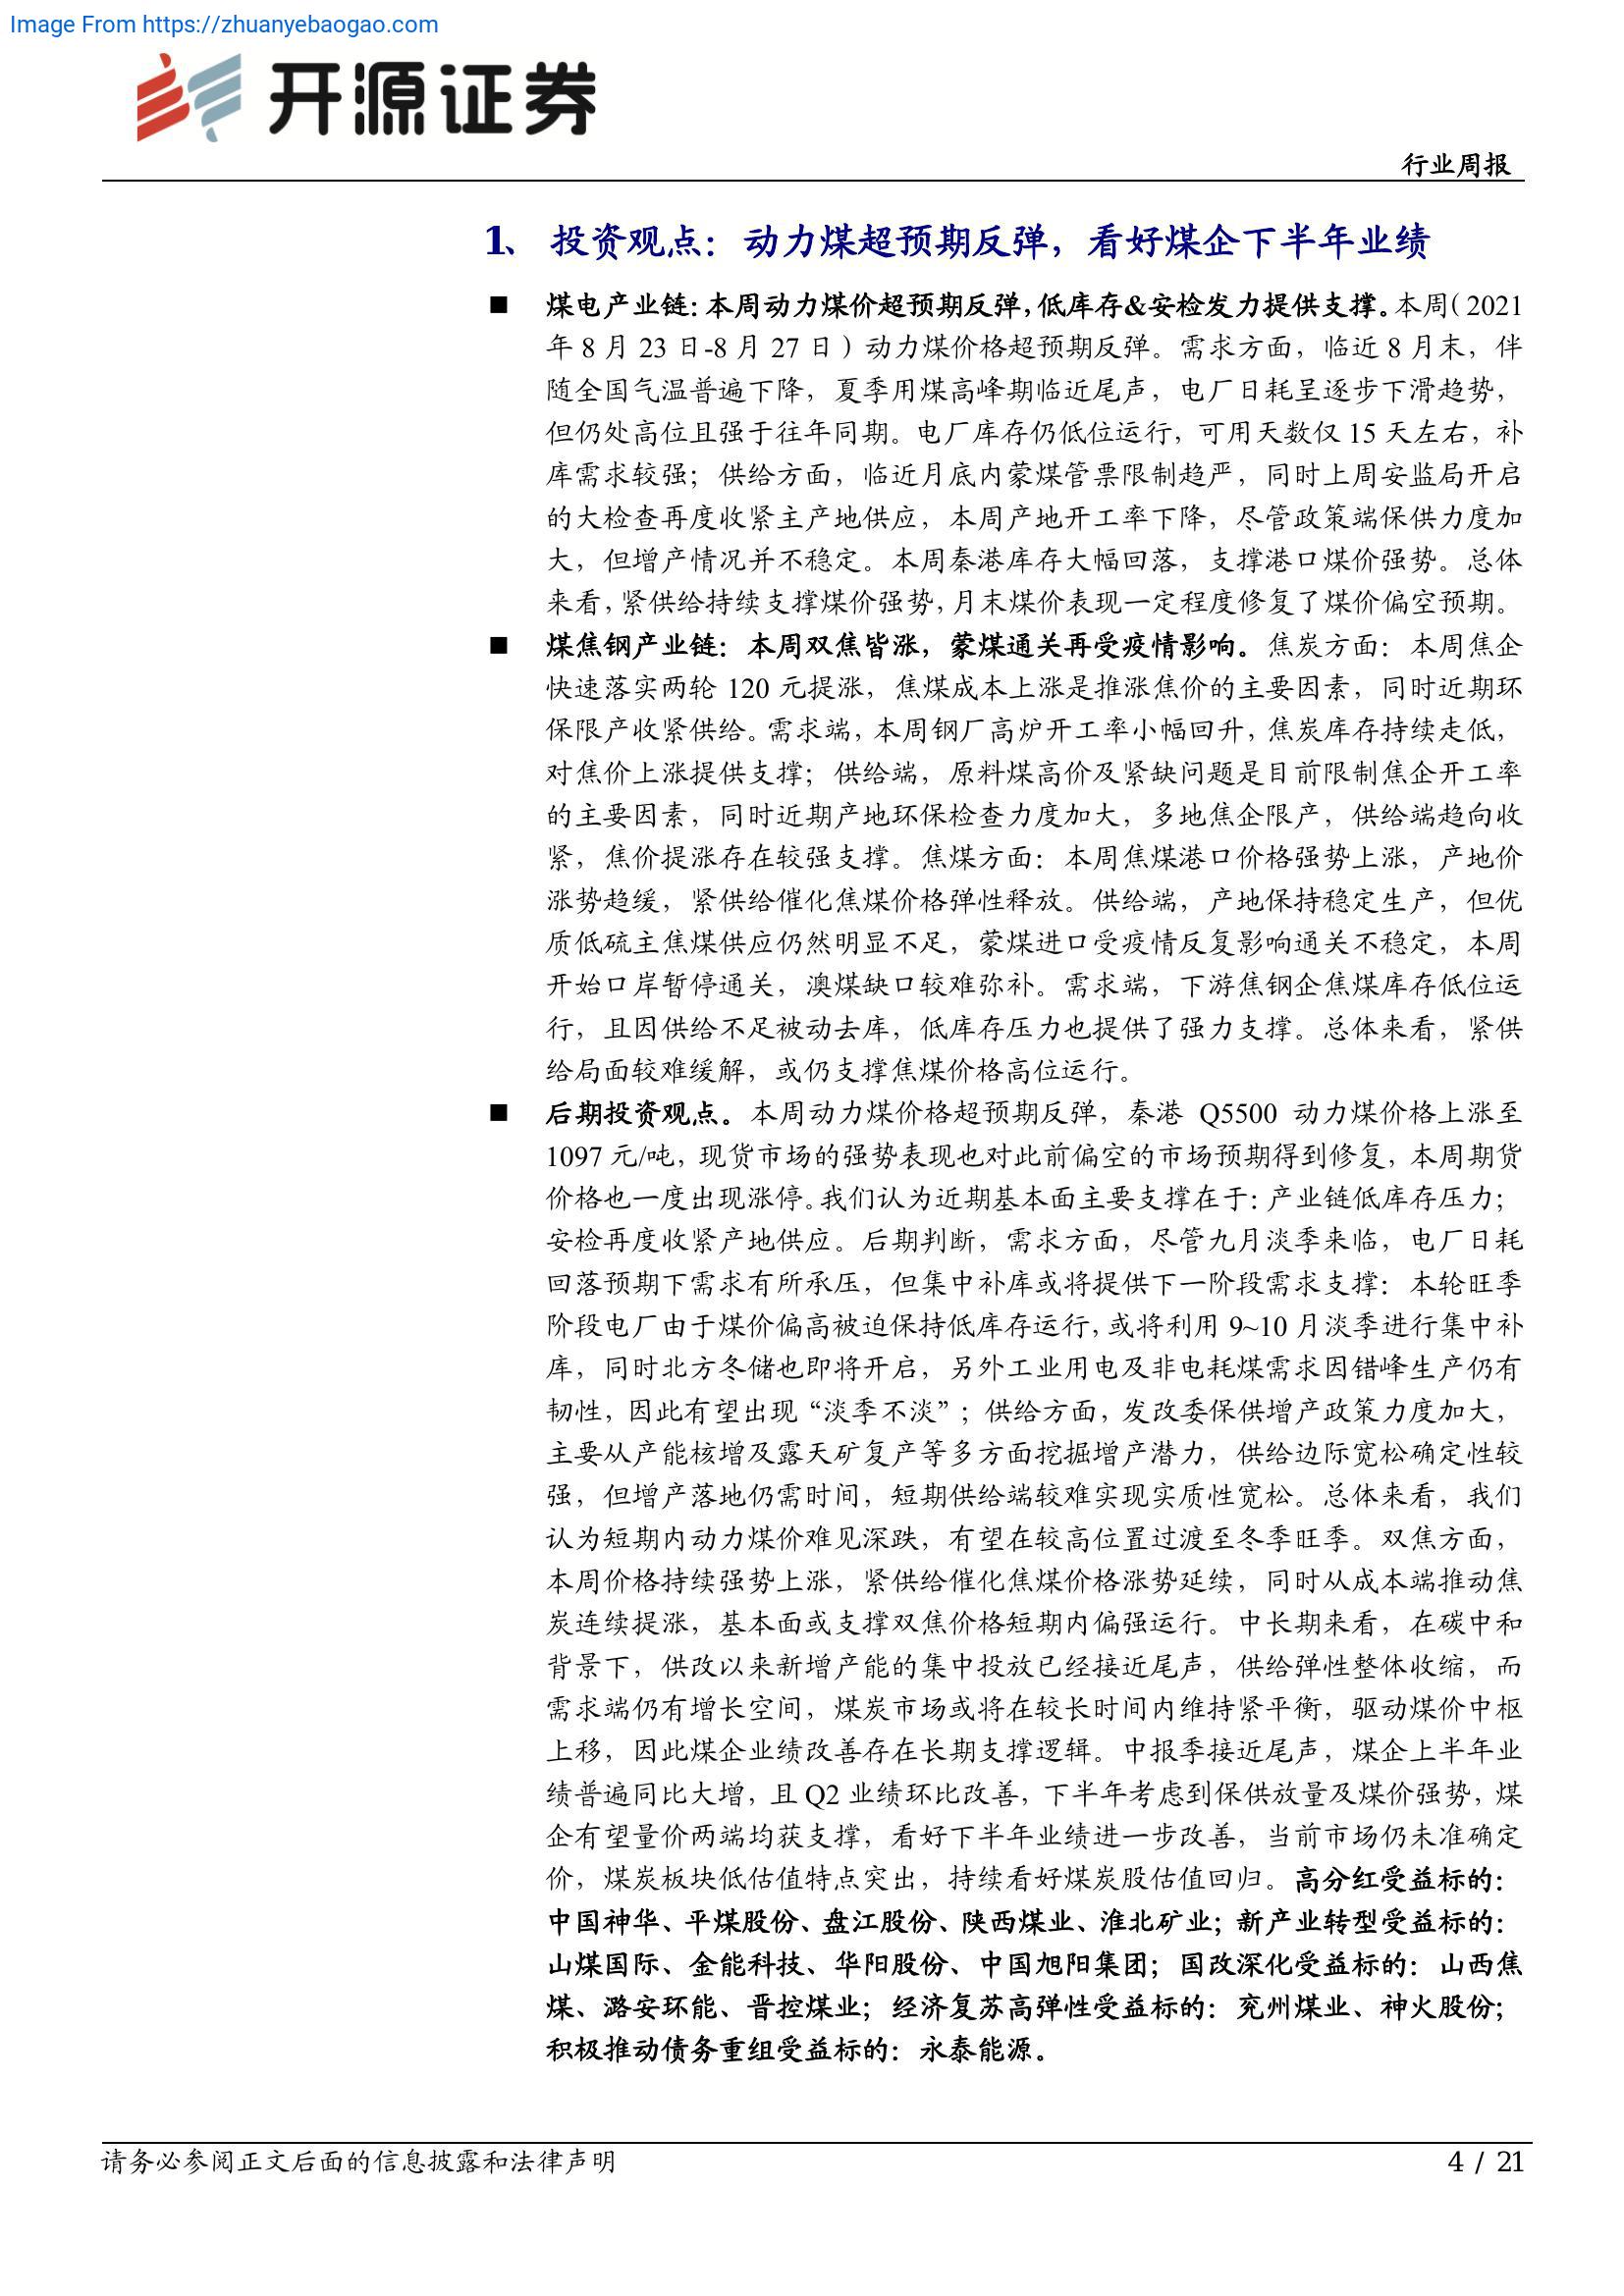 Image From https://zhuanyebaogao.com
开源证券
行业周报
1、 投资观点：动力煤超预期反弹，看好煤企下半年业绩
■ 煤电产业链：本周动力煤价超预期反弹，低库存&安检发力提供支撑。本周（2021
年 8 月 23 日-8 月 27 日）动力煤价格超预期反弹。需求方面，临近 8 月末，伴
随全国气温普遍下降，夏季用煤高峰期临近尾声，电厂日耗呈逐步下滑趋势，
但仍处高位且强于往年同期。电厂库存仍低位运行，可用天数仅 15 天左右，补
库需求较强；供给方面，临近月底内蒙煤管票限制趋严，同时上周安监局开启
的大检查再度收紧主产地供应，本周产地开工率下降，尽管政策端保供力度加
大，但增产情况并不稳定。本周秦港库存大幅回落，支撑港口煤价强势。总体
来看，紧供给持续支撑煤价强势，月末煤价表现一定程度修复了煤价偏空预期。
■ 煤焦钢产业链：本周双焦皆涨，蒙煤通关再受疫情影响。焦炭方面：本周焦企
快速落实两轮 120 元提涨，焦煤成本上涨是推涨焦价的主要因素，同时近期环
保限产收紧供给。需求端，本周钢厂高炉开工率小幅回升，焦炭库存持续走低，
对焦价上涨提供支撑；供给端，原料煤高价及紧缺问题是目前限制焦企开工率
的主要因素，同时近期产地环保检查力度加大，多地焦企限产，供给端趋向收
紧，焦价提涨存在较强支撑。焦煤方面：本周焦煤港口价格强势上涨，产地价
涨势趋缓，紧供给催化焦煤价格弹性释放。供给端，产地保持稳定生产，但优
质低硫主焦煤供应仍然明显不足，蒙煤进口受疫情反复影响通关不稳定，本周
开始口岸暂停通关，澳煤缺口较难弥补。需求端，下游焦钢企焦煤库存低位运
行，且因供给不足被动去库，低库存压力也提供了强力支撑。总体来看，紧供
给局面较难缓解，或仍支撑焦煤价格高位运行。
■ 后期投资观点。本周动力煤价格超预期反弹，秦港 Q5500 动力煤价格上涨至
1097 元/吨，现货市场的强势表现也对此前偏空的市场预期得到修复，本周期货
价格也一度出现涨停。我们认为近期基本面主要支撑在于：产业链低库存压力；
安检再度收紧产地供应。后期判断，需求方面，尽管九月淡季来临，电厂日耗
回落预期下需求有所承压，但集中补库或将提供下一阶段需求支撑：本轮旺季
阶段电厂由于煤价偏高被迫保持低库存运行，或将利用 9~10 月淡季进行集中补
库，同时北方冬储也即将开启，另外工业用电及非电耗煤需求因错峰生产仍有
韧性，因此有望出现“淡季不淡”；供给方面，发改委保供增产政策力度加大，
主要从产能核增及露天矿复产等多方面挖掘增产潜力，供给边际宽松确定性较
强，但增产落地仍需时间，短期供给端较难实现实质性宽松。总体来看，我们
认为短期内动力煤价难见深跌，有望在较高位置过渡至冬季旺季。双焦方面，
本周价格持续强势上涨，紧供给催化焦煤价格涨势延续，同时从成本端推动焦
炭连续提涨，基本面或支撑双焦价格短期内偏强运行。中长期来看，在碳中和
背景下，供改以来新增产能的集中投放已经接近尾声，供给弹性整体收缩，而
需求端仍有增长空间，煤炭市场或将在较长时间内维持紧平衡，驱动煤价中枢
上移，因此煤企业绩改善存在长期支撑逻辑。中报季接近尾声，煤企上半年业
绩普遍同比大增，且 Q2 业绩环比改善，下半年考虑到保供放量及煤价强势，煤
企有望量价两端均获支撑，看好下半年业绩进一步改善，当前市场仍未准确定
价，煤炭板块低估值特点突出，持续看好煤炭股估值回归。高分红受益标的：
中国神华、平煤股份、盘江股份、陕西煤业、淮北矿业；新产业转型受益标的：
山煤国际、金能科技、华阳股份、中国旭阳集团；国改深化受益标的：山西焦
煤、潞安环能、晋控煤业；经济复苏高弹性受益标的：兖州煤业、神火股份；
积极推动债务重组受益标的：永泰能源。
请务必参阅正文后面的信息披露和法律声明
4 / 21